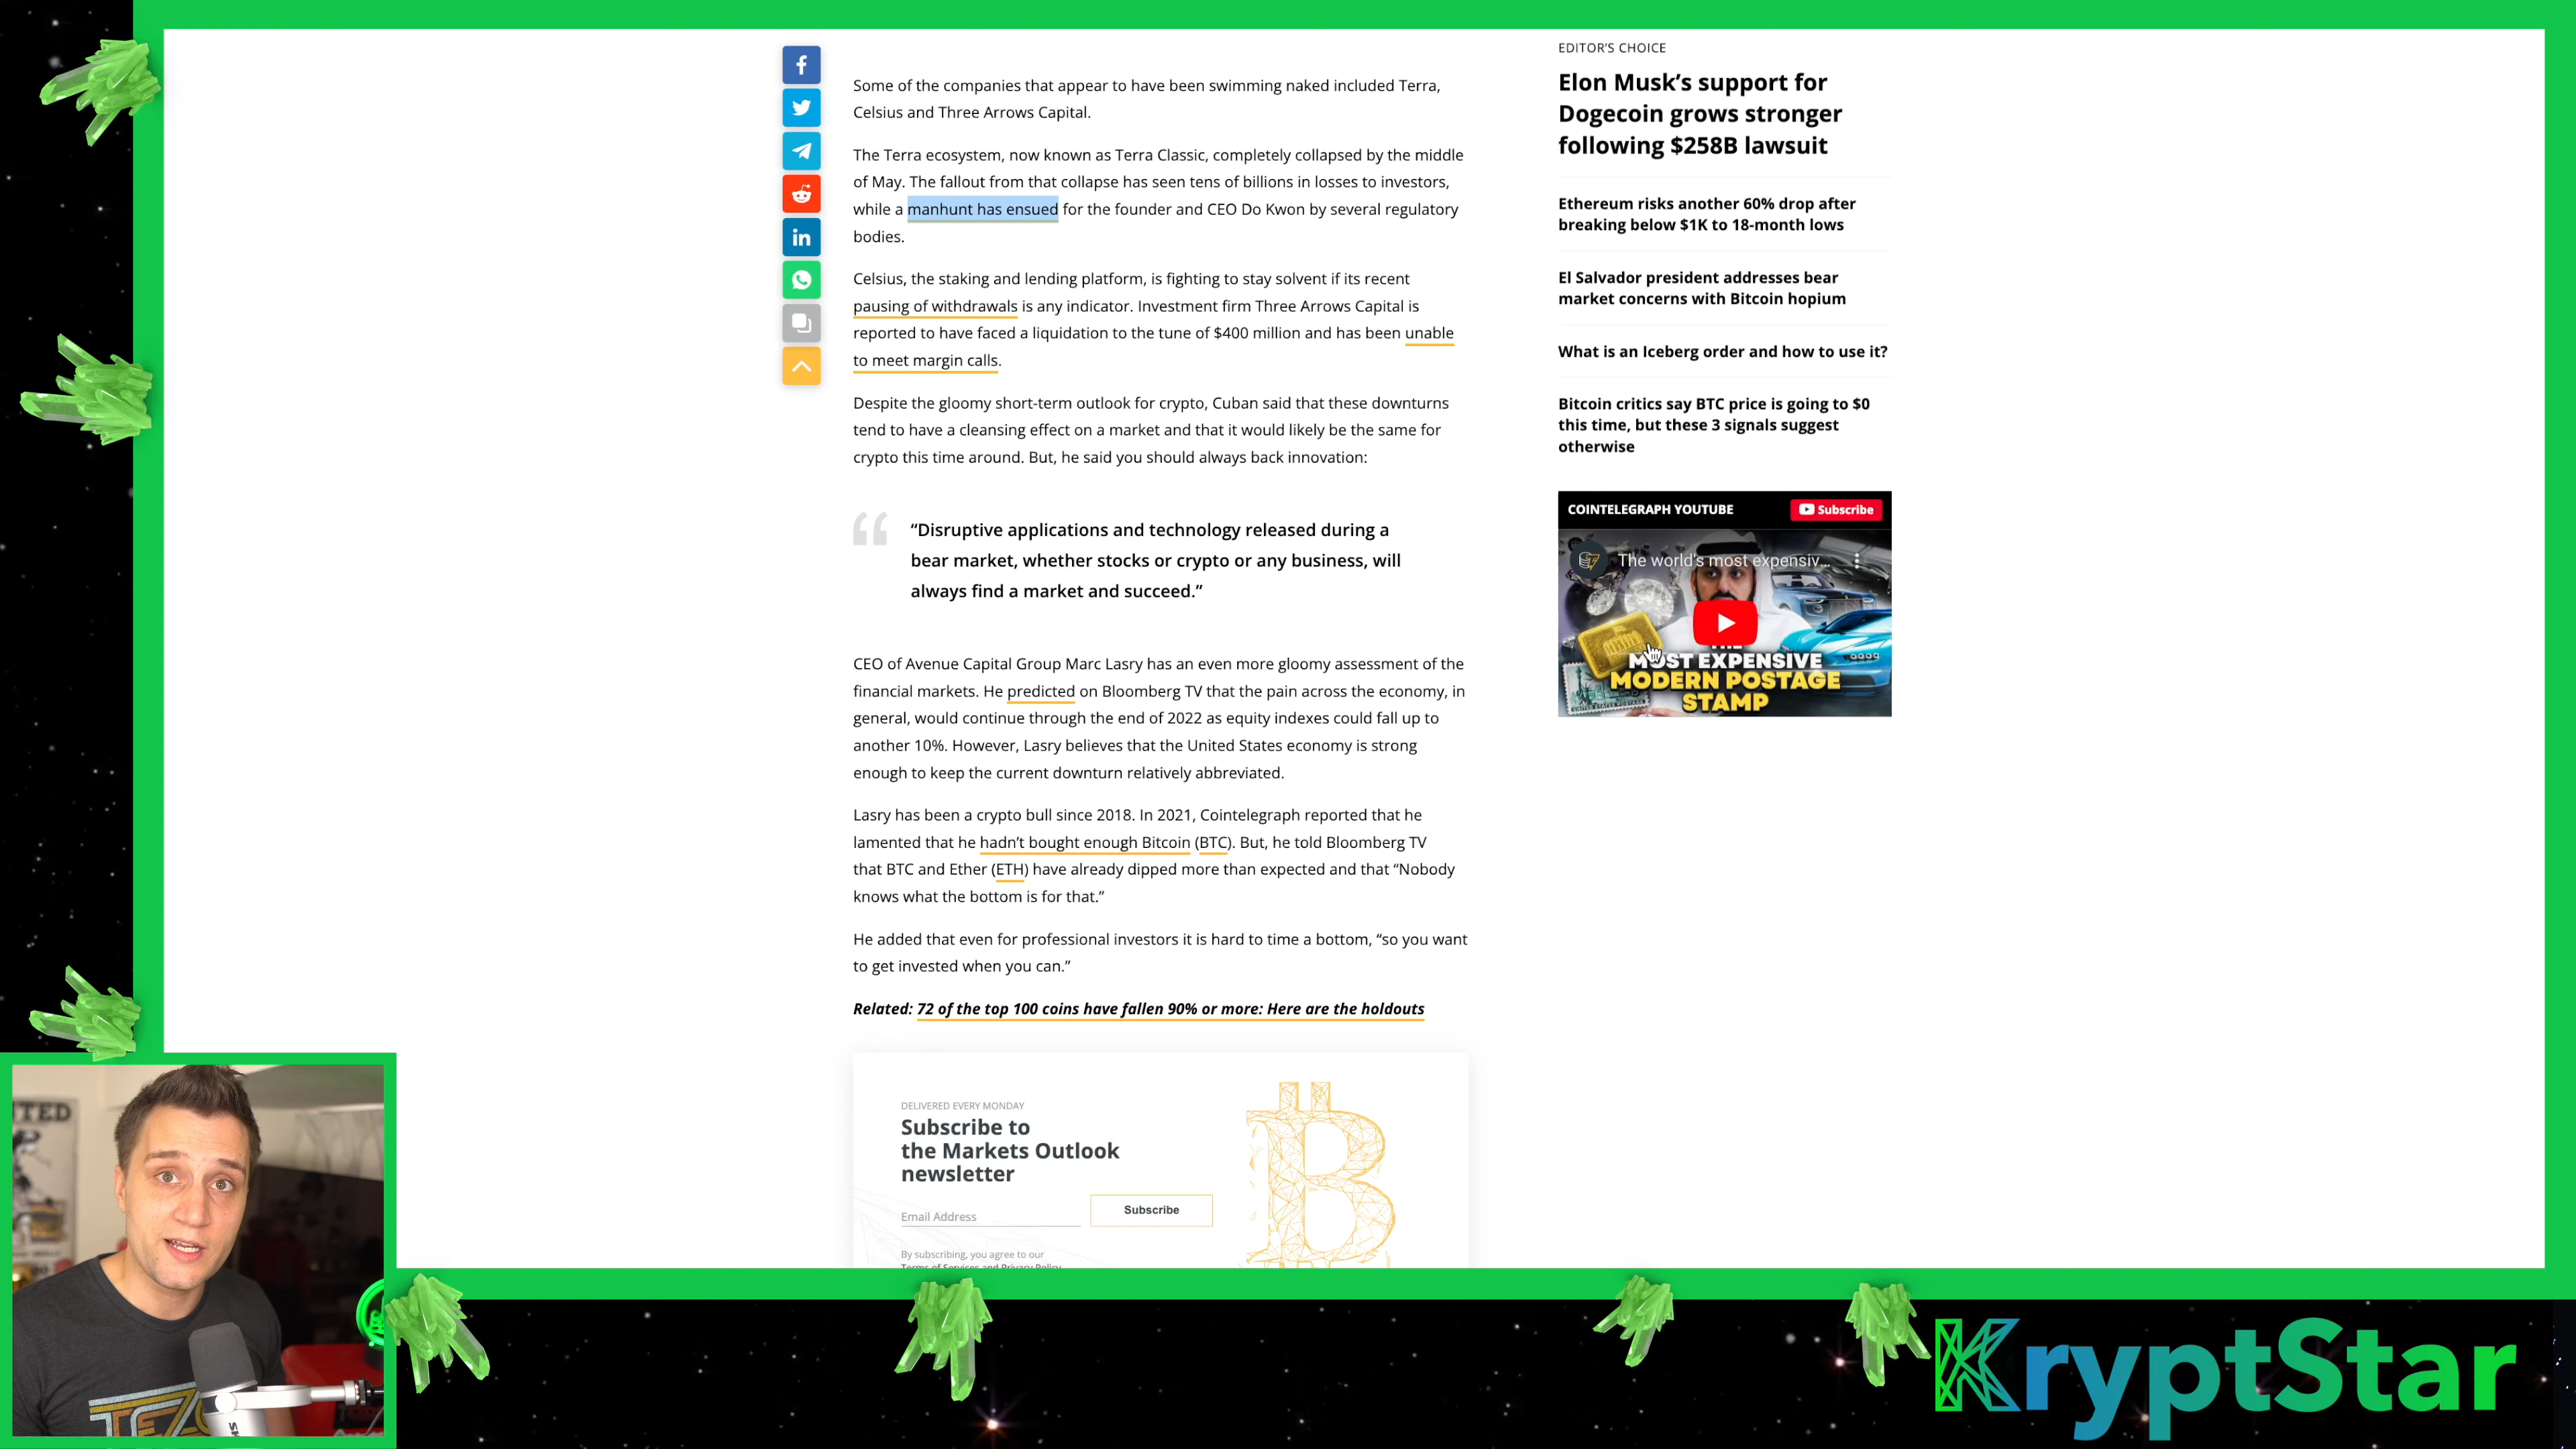 Some of the companies that appear to have been swimming naked included Terra,
Celsius and Three Arrows Capital.
The Terra ecosystem, now known as Terra Classic, completely collapsed by the middle
of May. The fallout from that collapse has seen tens of billions in losses to investors,
while a manhunt has ensued for the founder and CEO Do Kwon by several regulatory
bodies.
Celsius, the staking and lending platform, is fighting to stay solvent if its recent
pausing of withdrawals is any indicator. Investment firm Three Arrows Capital is
reported to have faced a liquidation to the tune of $400 million and has been unable
to meet margin calls.
Despite the gloomy short-term outlook for crypto, Cuban said that these downturns
tend to have a cleansing effect on a market and that it would likely be the same for
crypto this time around. But, he said you should always back innovation:
“Disruptive applications and technology released during a
bear market, whether stocks or crypto or any business, will
always find a market and succeed.”
CEO of Avenue Capital Group Marc Lasry has an even more gloomy assessment of the
financial markets. He predicted on Bloomberg TV that the pain across the economy, in
general, would continue through the end of 2022 as equity indexes could fall up to
another 10%. However, Lasry believes that the United States economy is strong
enough to keep the current downturn relatively abbreviated.
Lasry has been a crypto bull since 2018. In 2021, Cointelegraph reported that he
lamented that he hadn’t bought enough Bitcoin (BTC). But, he told Bloomberg TV
that BTC and Ether (ETH) have already dipped more than expected and that “Nobody
knows what the bottom is for that.”
He added that even for professional investors it is hard to time a bottom, “so you want
to get invested when you can.”
Related: 72 of the top 100 coins have fallen 90% or more: Here are the holdouts
DELIVERED EVERY MONDAY
Subscribe to
the Markets Outlook
newsletter
Email Address
Subscribe
By subscribing, you agree to our
Terms of Services and Privacy Policy
EDITOR’S CHOICE
Elon Musk’s support for
Dogecoin grows stronger
following $258B lawsuit
Ethereum risks another 60% drop after
breaking below $1K to 18-month lows
El Salvador president addresses bear
market concerns with Bitcoin hopium
What is an Iceberg order and how to use it?
Bitcoin critics say BTC price is going to $0
this time, but these 3 signals suggest
otherwise
COINTELEGRAPH YOUTUBE
Subscribe
The world's most expensiv...
THE
MOST EXPENSIVE
MODERN POSTAGE
STAMP
KryptStar